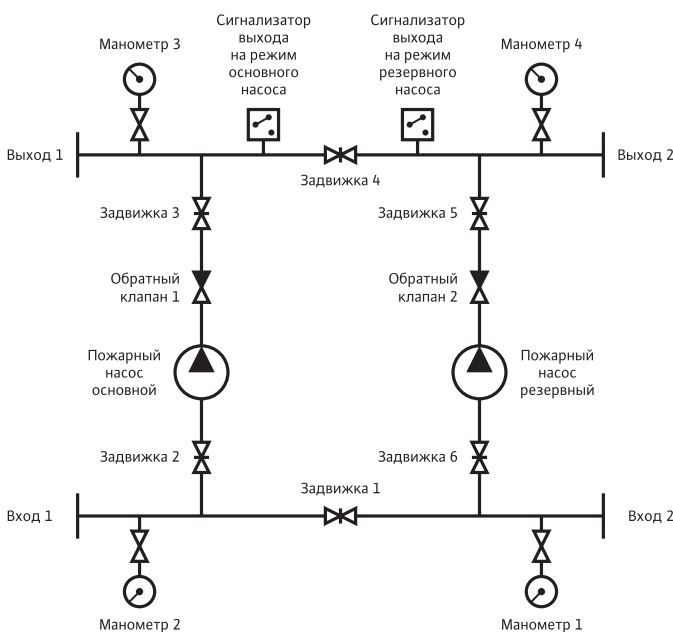 Сигнализатор
выхода
на режим
основного
насоса
Сигнализатор
выхода
на режим
резервного
насоса
Манометр 3
Манометр 4
Выход 1
Выход 2
Задвижка 4
Задвижка 3
Задвижка 5
Обратный
клапан 1
Обратный
клапан 2
Пожарный
насос
основной
Пожарный
насос
резервный
Задвижка 2
Задвижка 6
Задвижка 1
Вход 1
Вход 2
Манометр 2
Манометр 1